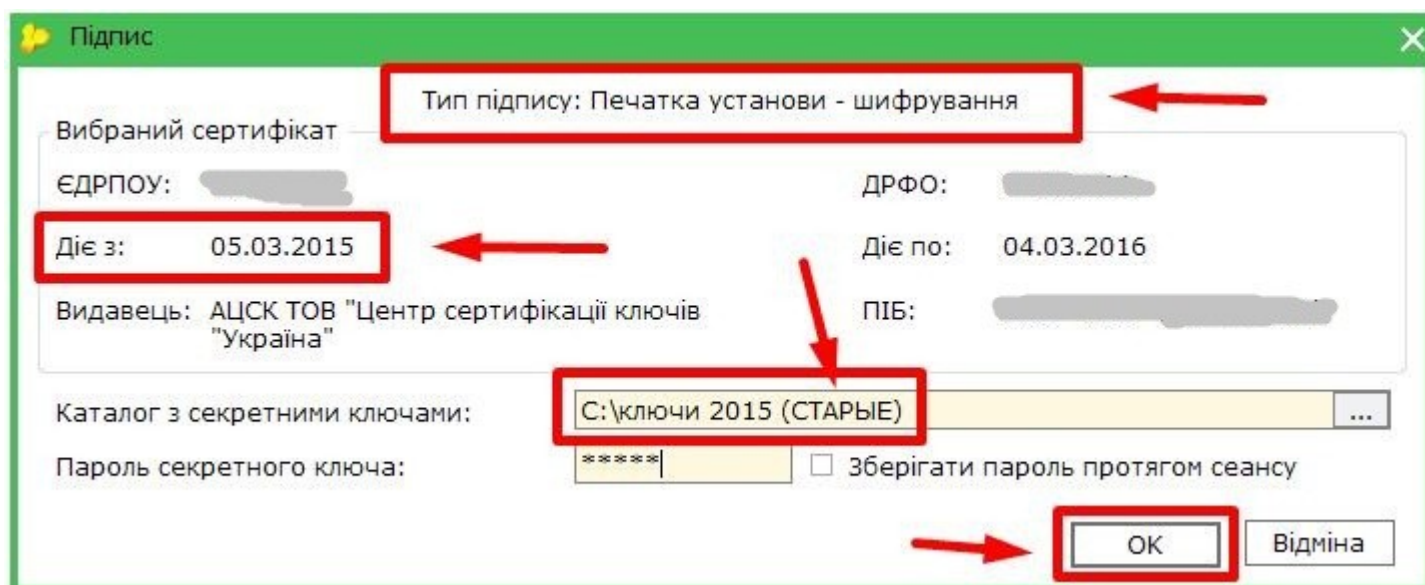 Підпис
Тип підпису: Печатка установи - шифрування
Вибраний сертифікат
ЄДРПОУ:
ДРФО:
Діє з: 05.03.2015
Діє по: 04.03.2016
Видавець: АЦСК ТОВ "Центр сертифікації ключів
"Україна"
ПІБ:
Каталог з секретними ключами: С:\ключи 2015 (СТАРЫЕ) ...
Пароль секретного ключа: ***** Зберігати пароль протягом сеансу
ОК Відміна